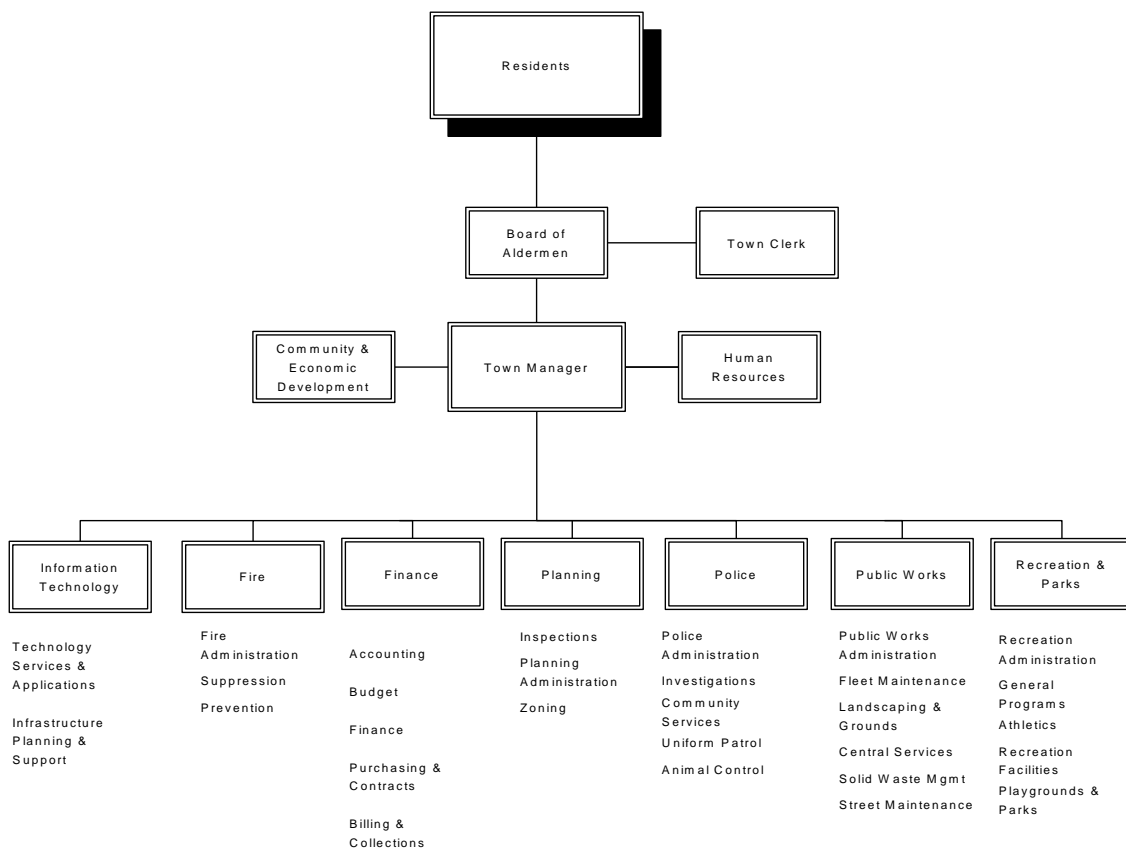 Residents
Board of
Aldermen
Town Clerk
Community &
Economic
Development
Town Manager
Human
Resources
Information
Technology
Fire
Finance
Planning
Police
Public Works
Recreation &
Parks
Technology
Services &
Applications
Infrastructure
Planning &
Support
Fire
Administration
Suppression
Prevention
Accounting
Budget
Finance
Purchasing &
Contracts
Billing &
Collections
Inspections
Planning
Administration
Zoning
Police
Administration
Investigations
Community
Services
Uniform Patrol
Animal Control
Public Works
Administration
Fleet Maintenance
Landscaping &
Grounds
Central Services
Solid Waste Mgmt
Street Maintenance
Recreation
Administration
General
Programs
Athletics
Recreation
Facilities
Playgrounds &
Parks